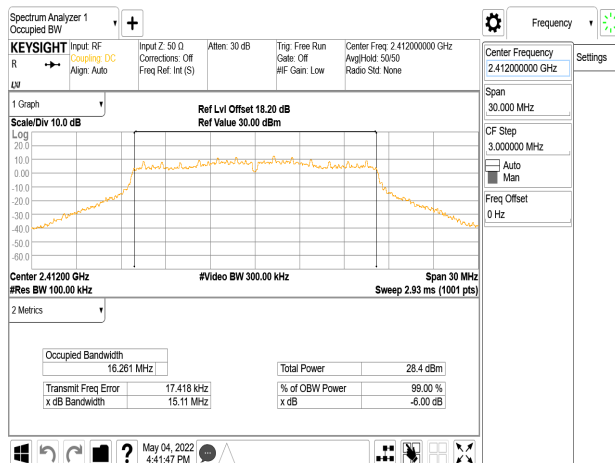 Spectrum Analyzer 1
Occupied BW
Frequency
KEYSIGHT
R
LXI
Input: RF
Coupling: DC
Align: Auto
Input Z: 50 Ω
Corrections: Off
Freq Ref: Int (S)
Atten: 30 dB
Trig: Free Run
Gate: Off
#IF Gain: Low
Center Freq: 2.412000000 GHz
Avg|Hold: 50/50
Radio Std: None
Center Frequency
2.412000000 GHz
Settings
Span
30.000 MHz
CF Step
3.000000 MHz
Auto
Man
Freq Offset
0 Hz
1 Graph
Scale/Div 10.0 dB
Ref Lvl Offset 18.20 dB
Ref Value 30.00 dBm
Log
20.0
10.0
0.00
-10.0
-20.0
-30.0
-40.0
-50.0
-60.0
Center 2.41200 GHz
#Res BW 100.00 kHz
#Video BW 300.00 kHz
Span 30 MHz
Sweep 2.93 ms (1001 pts)
2 Metrics
Occupied Bandwidth
16.261 MHz
Transmit Freq Error 17.418 kHz
x dB Bandwidth 15.11 MHz
Total Power 28.4 dBm
% of OBW Power 99.00 %
x dB -6.00 dB
?
May 04, 2022
4:41:47 PM